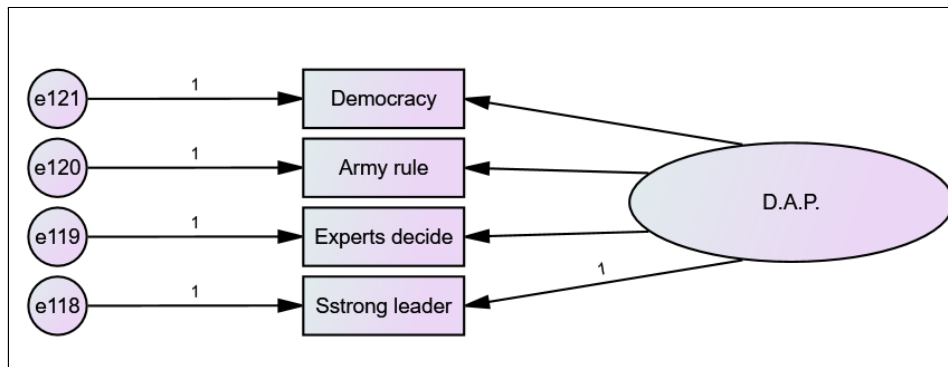 e121
1
Democracy
e120
1
Army rule
D.A.P.
e119
1
Experts decide
1
e118
1
Sstrong leader